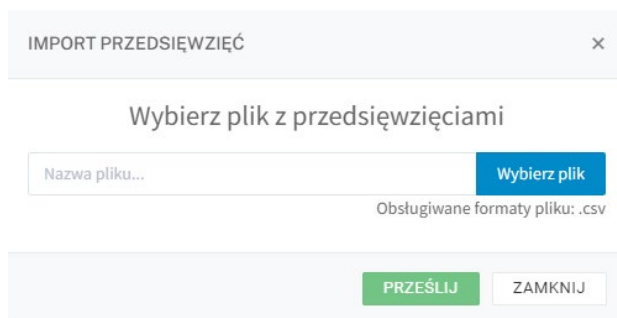 IMPORT PRZEDSIĘWZIĘĆ ×
Wybierz plik z przedsięwzięciami
Nazwa pliku... Wybierz plik
Obsługiwane formaty pliku: .csv
PRZEŚLIJ ZAMKNIJ